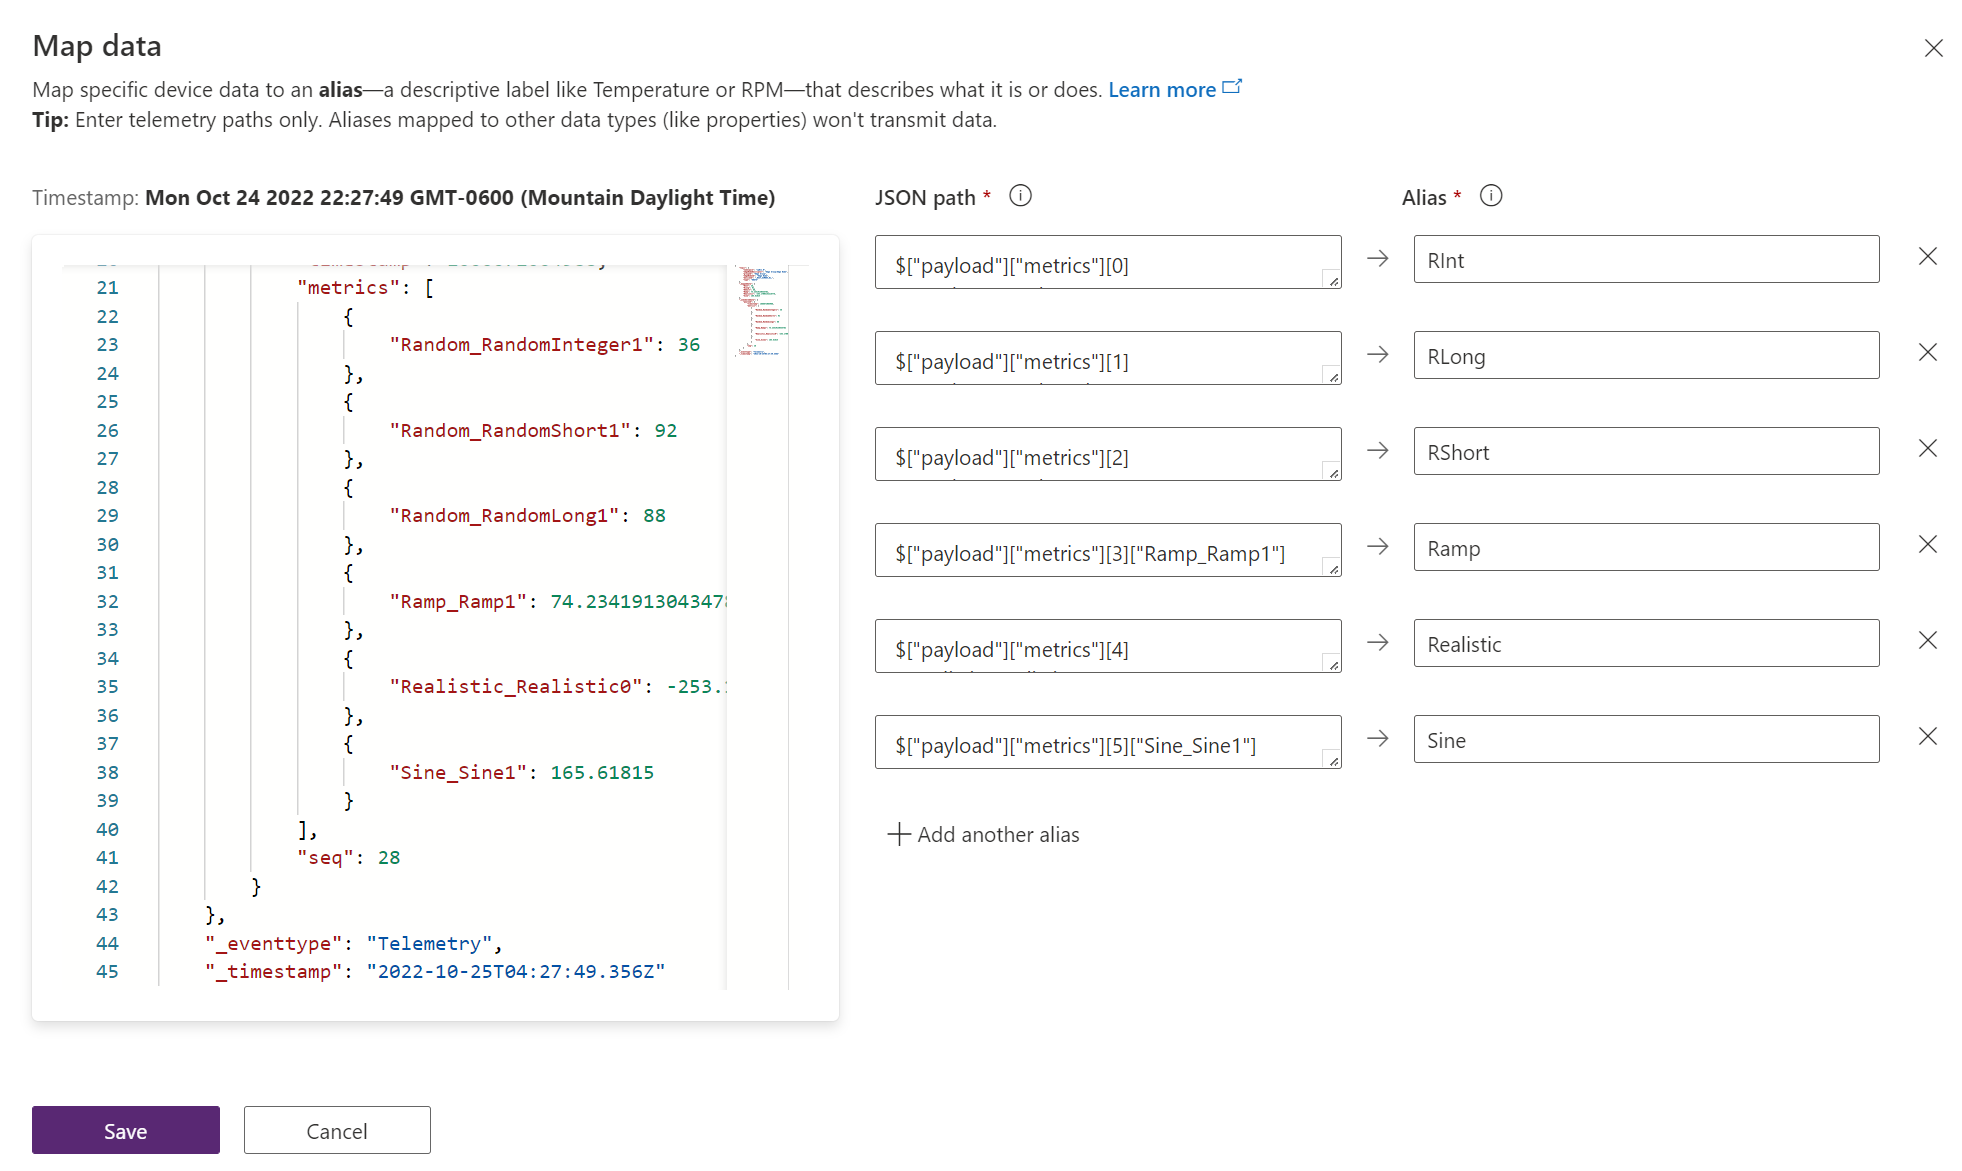 Map data
Map specific device data to an alias—a descriptive label like Temperature or RPM—that describes what it is or does. Learn more
Tip: Enter telemetry paths only. Aliases mapped to other data types (like properties) won't transmit data.
Timestamp: Mon Oct 24 2022 22:27:49 GMT-0600 (Mountain Daylight Time)
21 "metrics": [
22 {
23 "Random_RandomInteger1": 36
24 },
25 {
26 "Random_RandomShort1": 92
27 },
28 {
29 "Random_RandomLong1": 88
30 },
31 {
32 "Ramp_Ramp1": 74.234191304347
33 },
34 {
35 "Realistic_Realistic0": -253.
36 },
37 {
38 "Sine_Sine1": 165.61815
39 }
40 ],
41 "seq": 28
42 }
43 },
44 "_eventtype": "Telemetry",
45 "_timestamp": "2022-10-25T04:27:49.356Z"
JSON path *
Alias *
$["payload"]["metrics"][0]
RInt
$["payload"]["metrics"][1]
RLong
$["payload"]["metrics"][2]
RShort
$["payload"]["metrics"][3]["Ramp_Ramp1"]
Ramp
$["payload"]["metrics"][4]
Realistic
$["payload"]["metrics"][5]["Sine_Sine1"]
Sine
Add another alias
Save
Cancel